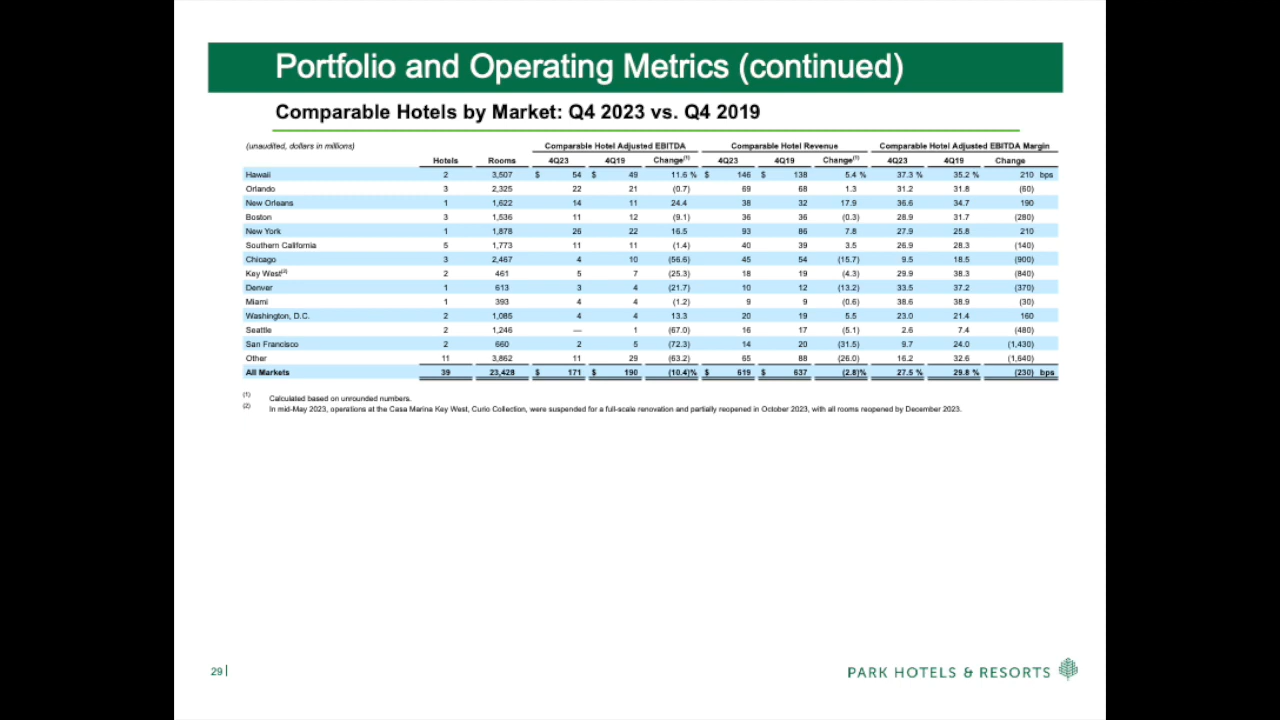 Portfolio and Operating Metrics (continued)
Comparable Hotels by Market: Q4 2023 vs. Q4 2019
(unaudited, dollars in millions) Comparable Hotel Adjusted EBITDA Comparable Hotel Revenue Comparable Hotel Adjusted EBITDA Margin
Hotels Rooms 4Q23 4Q19 Change(1) 4Q23 4Q19 Change(1) 4Q23 4Q19 Change
Hawaii 2 3,507 $ 54 $ 49 11.6 % $ 146 $ 138 5.4 % 37.3 % 35.2 % 210 bps
Orlando 3 2,325 22 21 (0.7) 69 68 1.3 31.2 31.8 (60)
New Orleans 1 1,622 14 11 24.4 38 32 17.9 36.6 34.7 190
Boston 3 1,536 11 12 (9.1) 36 36 (0.3) 28.9 31.7 (280)
New York 1 1,878 26 22 16.5 93 86 7.8 27.9 25.8 210
Southern California 5 1,773 11 11 (1.4) 40 39 3.5 26.9 28.3 (140)
Chicago 3 2,467 4 10 (56.6) 45 54 (15.7) 9.5 18.5 (900)
Key West(2) 2 461 5 7 (25.3) 18 19 (4.3) 29.9 38.3 (840)
Denver 1 613 3 4 (21.7) 10 12 (13.2) 33.5 37.2 (370)
Miami 1 393 4 4 (1.2) 9 9 (0.6) 38.6 38.9 (30)
Washington, D.C. 2 1,085 4 4 13.3 20 19 5.5 23.0 21.4 160
Seattle 2 1,246 — 1 (67.0) 16 17 (5.1) 2.6 7.4 (480)
San Francisco 2 660 2 5 (72.3) 14 20 (31.5) 9.7 24.0 (1,430)
Other 11 3,862 11 29 (63.2) 65 88 (26.0) 16.2 32.6 (1,640)
All Markets 39 23,428 $ 171 $ 190 (10.4)% $ 619 $ 637 (2.8)% 27.5 % 29.8 % (230) bps
(1) Calculated based on unrounded numbers.
(2) In mid-May 2023, operations at the Casa Marina Key West, Curio Collection, were suspended for a full-scale renovation and partially reopened in October 2023, with all rooms reopened by December 2023.
29 |
PARK HOTELS & RESORTS